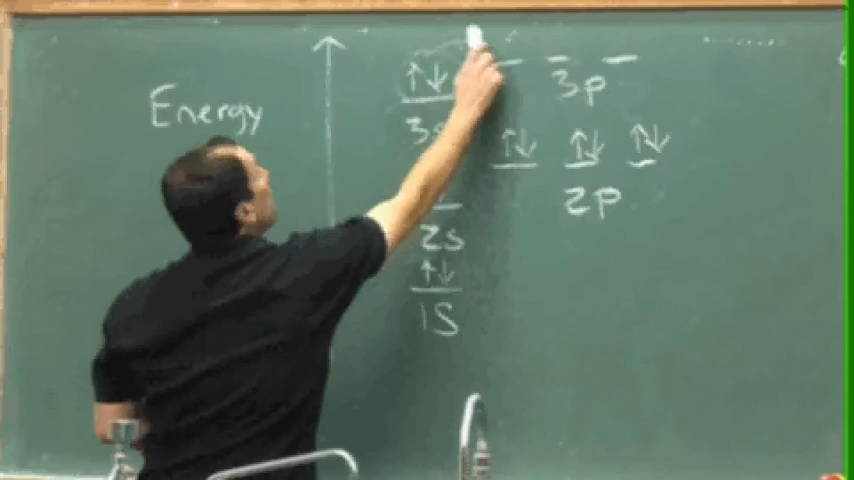 Energy
↑↓
3s
3p
↑↓ ↑↓ ↑↓
2p
2s
↑↓
1S